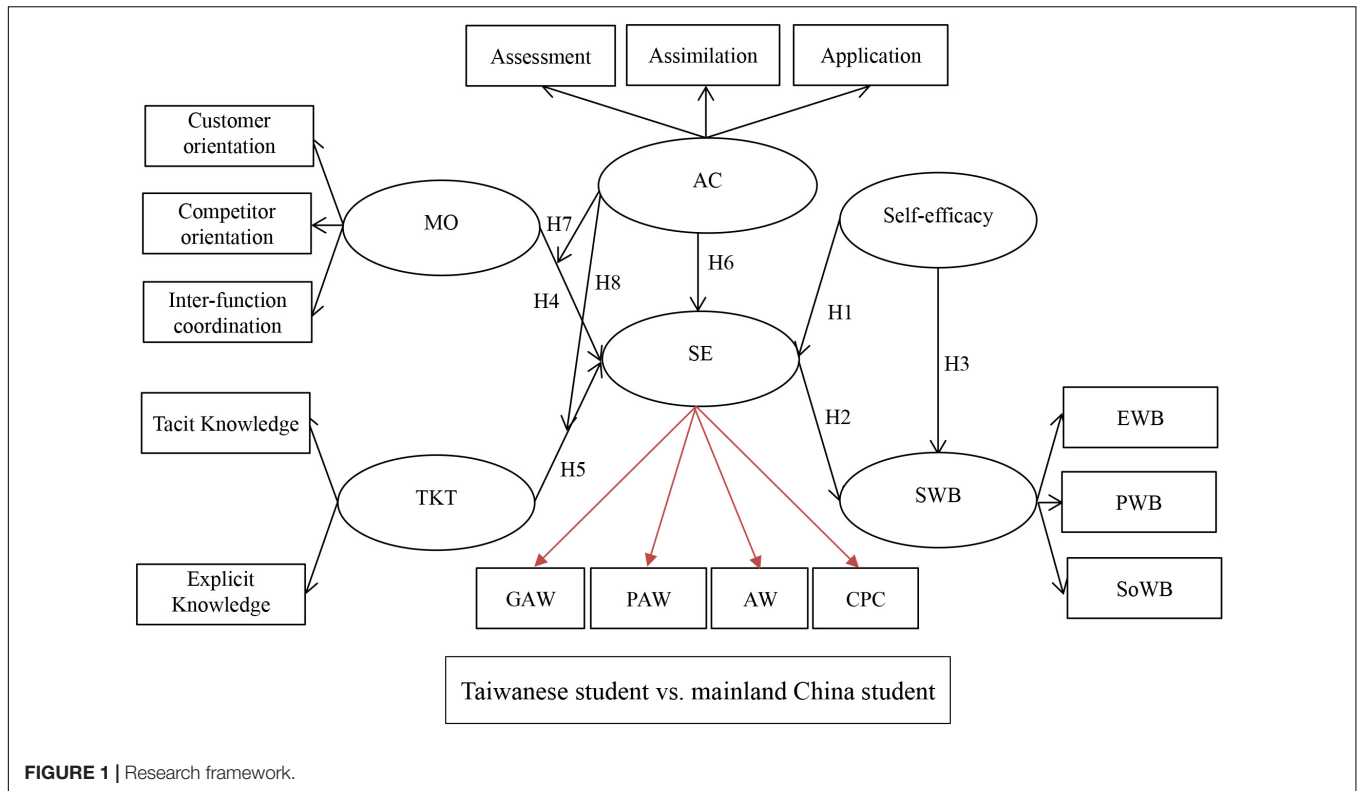 Assessment
Assimilation
Application
Customer
orientation
Competitor
orientation
Inter-function
coordination
MO
AC
Self-efficacy
H7
H4
H8
H6
H1
H3
SE
H2
Tacit Knowledge
Explicit
Knowledge
TKT
H5
SWB
EWB
PWB
SoWB
GAW
PAW
AW
CPC
Taiwanese student vs. mainland China student
FIGURE 1 | Research framework.